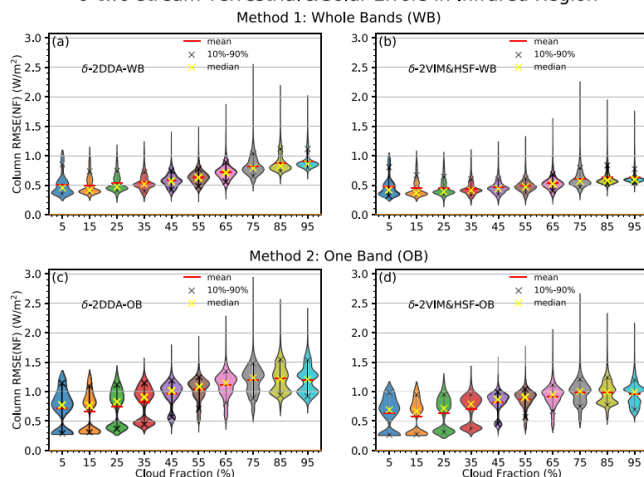 Method 1: Whole Bands (WB)
(a)
mean
10%-90%
median
δ-2DDA-WB
Column RMSE(NF) (W/m²)
3.0
2.5
2.0
1.5
1.0
0.5
0.0
5 15 25 35 45 55 65 75 85 95
(b)
mean
10%-90%
median
δ-2VIM&HSF-WB
3.0
2.5
2.0
1.5
1.0
0.5
0.0
5 15 25 35 45 55 65 75 85 95
Method 2: One Band (OB)
(c)
mean
10%-90%
median
δ-2DDA-OB
Column RMSE(NF) (W/m²)
3.0
2.5
2.0
1.5
1.0
0.5
0.0
5 15 25 35 45 55 65 75 85 95
Cloud Fraction (%)
(d)
mean
10%-90%
median
δ-2VIM&HSF-OB
3.0
2.5
2.0
1.5
1.0
0.5
0.0
5 15 25 35 45 55 65 75 85 95
Cloud Fraction (%)